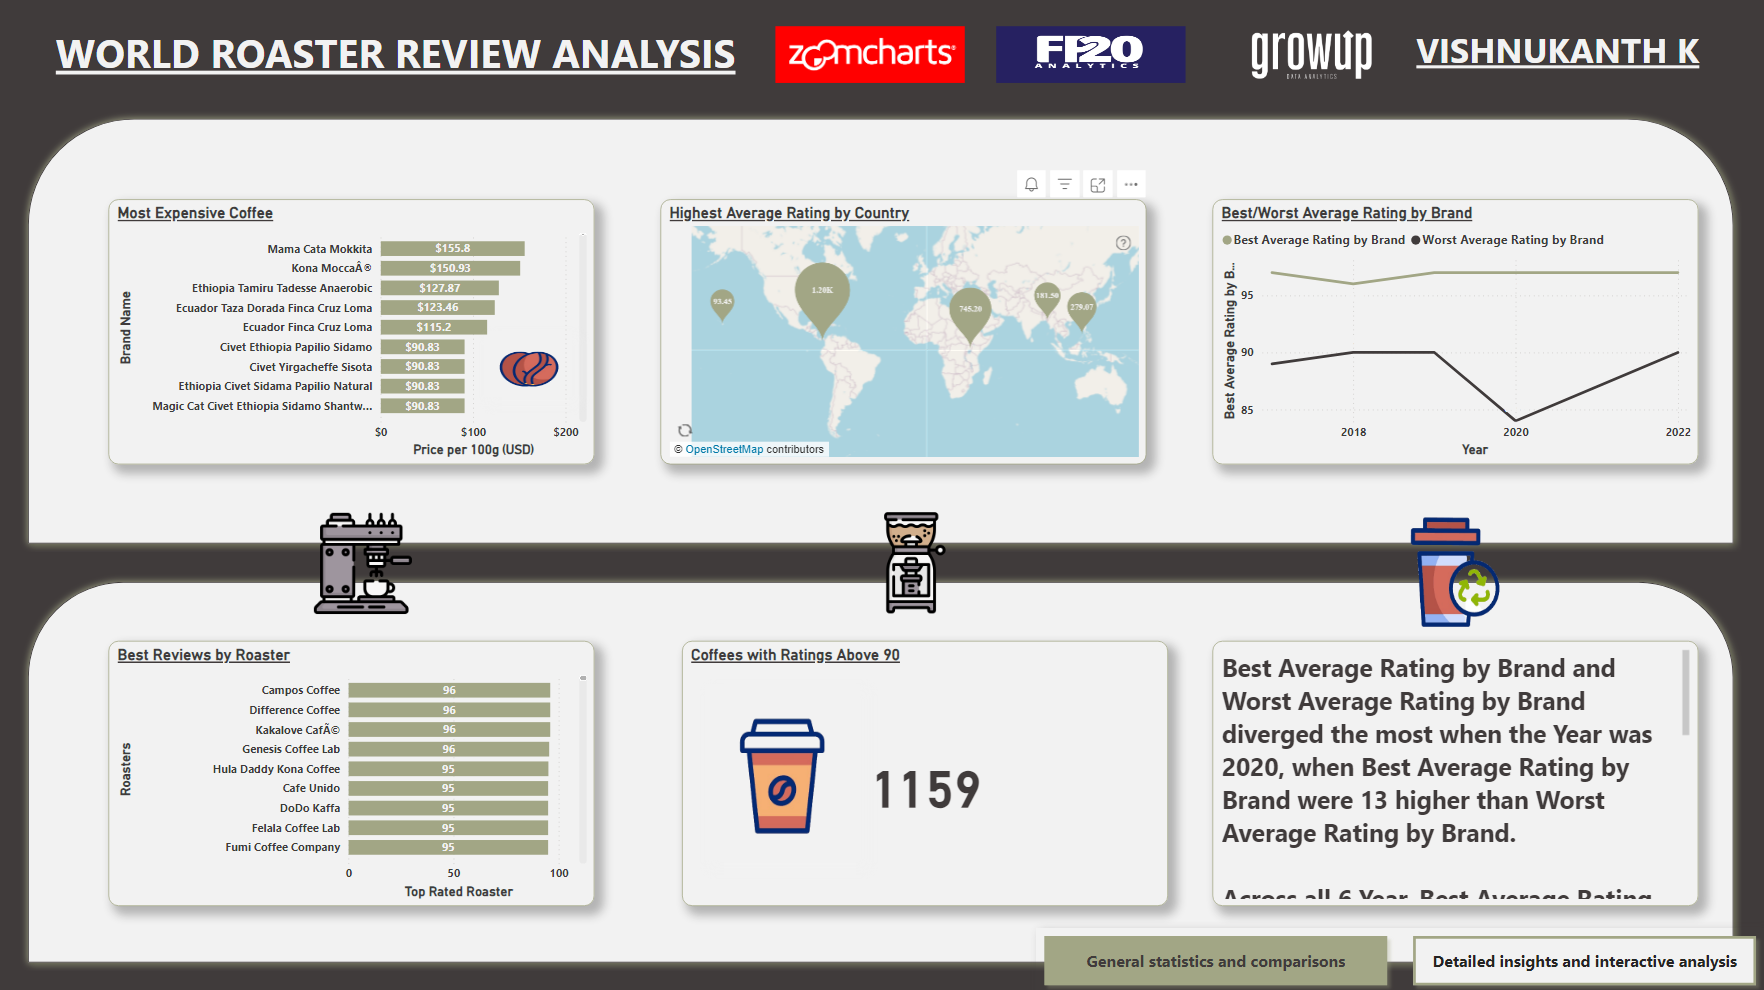 WORLD ROASTER REVIEW ANALYSIS
zoomcharts®
FP20
ANALYTICS
growup
DATA ANALYTICS
VISHNUKANTH K
Most Expensive Coffee
Brand Name
Mama Cata Mokkita $155.8
Kona MoccaÂ® $150.93
Ethiopia Tamiru Tadesse Anaerobic $127.87
Ecuador Taza Dorada Finca Cruz Loma $123.46
Ecuador Finca Cruz Loma $115.2
Civet Ethiopia Papilio Sidamo $90.83
Civet Yirgacheffe Sisota $90.83
Ethiopia Civet Sidama Papilio Natural $90.83
Magic Cat Civet Ethiopia Sidamo Shantw... $90.83
$0 $100 $200
Price per 100g (USD)
Highest Average Rating by Country
?
93.45
1.20K
745.20
181.50
279.07
© OpenStreetMap contributors
Best/Worst Average Rating by Brand
Best Average Rating by Brand Worst Average Rating by Brand
Best Average Rating by B...
95
90
85
2018 2020 2022
Year
Best Reviews by Roaster
Roasters
Campos Coffee 96
Difference Coffee 96
Kakalove CafÃ© 96
Genesis Coffee Lab 96
Hula Daddy Kona Coffee 95
Cafe Unido 95
DoDo Kaffa 95
Felala Coffee Lab 95
Fumi Coffee Company 95
0 50 100
Top Rated Roaster
Coffees with Ratings Above 90
1159
Best Average Rating by Brand and
Worst Average Rating by Brand
diverged the most when the Year was
2020, when Best Average Rating by
Brand were 13 higher than Worst
Average Rating by Brand.
Across all 6 Year, Best Average Rating
General statistics and comparisons
Detailed insights and interactive analysis